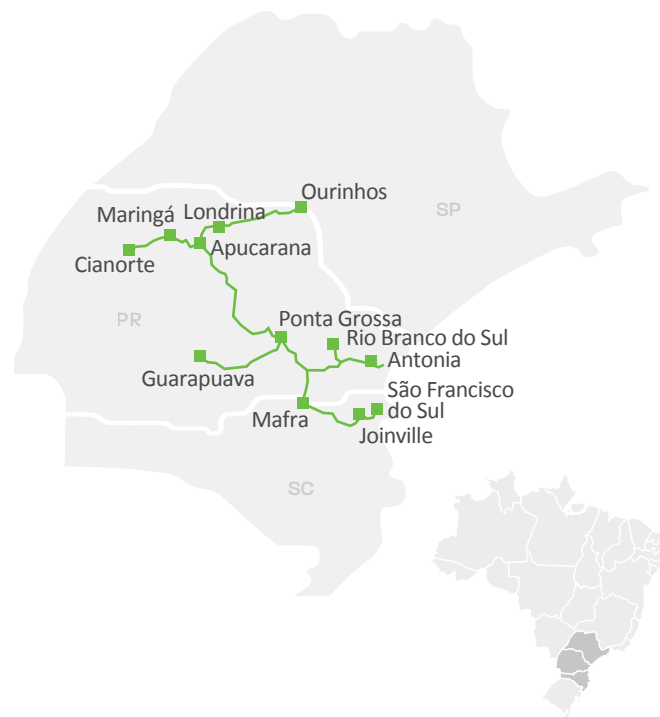 Ourinhos
SP
Londrina
Maringá
Apucarana
Cianorte
PR
Ponta Grossa
Rio Branco do Sul
Antonia
Guarapuava
São Francisco
do Sul
Mafra
Joinville
SC